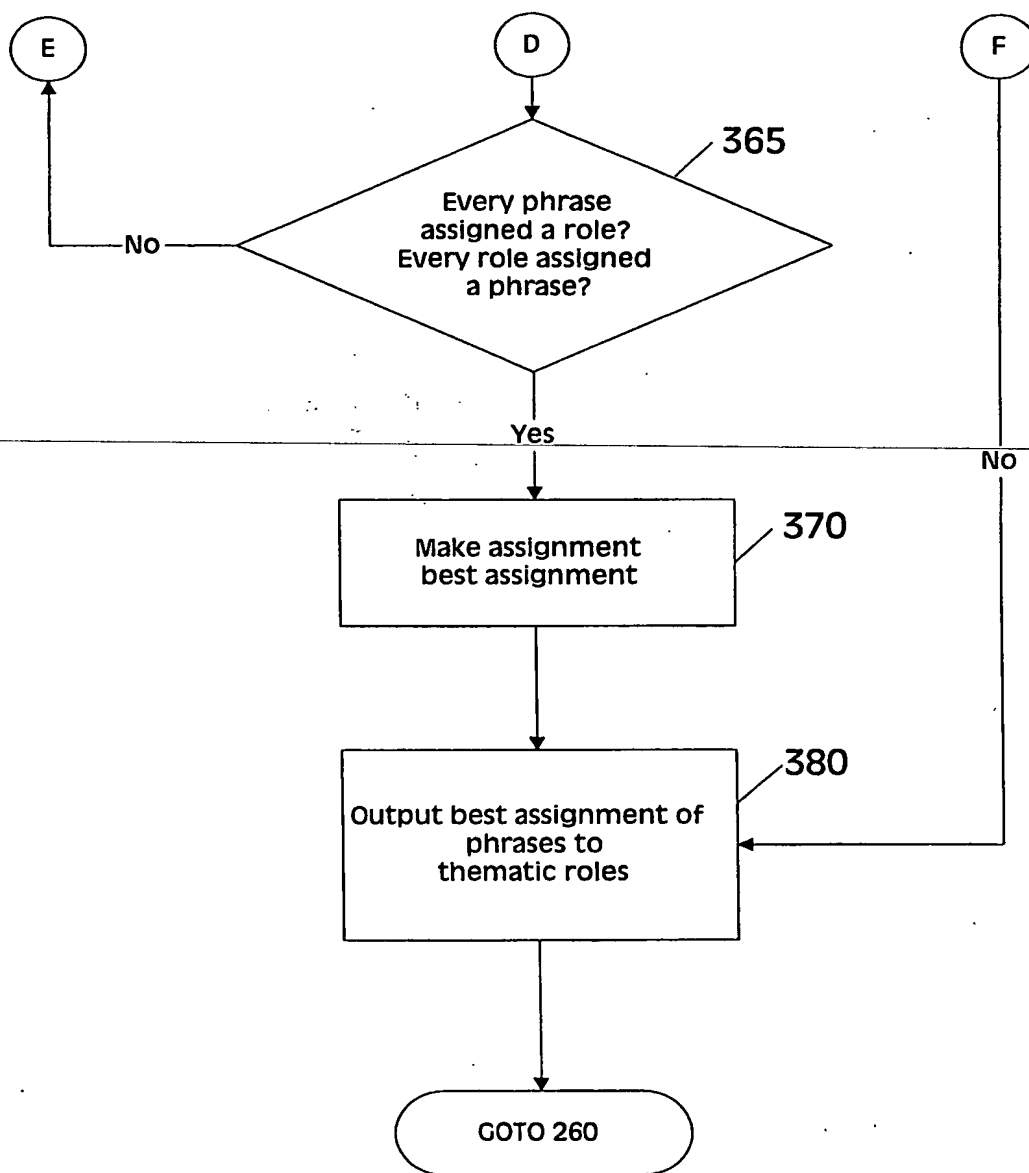 E
D
F
365
Every phrase
assigned a role?
Every role assigned
a phrase?
No
Yes
No
370
Make assignment
best assignment
380
Output best assignment of
phrases to
thematic roles
GOTO 260